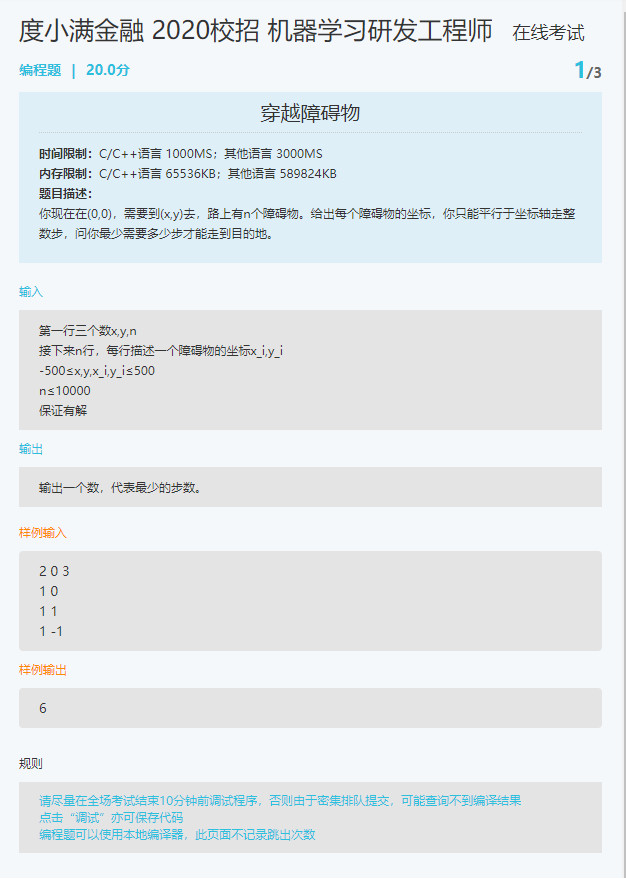 度小满金融 2020校招 机器学习研发工程师 在线考试
编程题 | 20.0分 1/3
穿越障碍物
时间限制：C/C++语言 1000MS；其他语言 3000MS
内存限制：C/C++语言 65536KB；其他语言 589824KB
题目描述：
你现在在(0,0)，需要到(x,y)去，路上有n个障碍物。给出每个障碍物的坐标，你只能平行于坐标轴走整
数步，问你最少需要多少步才能走到目的地。
输入
第一行三个数x,y,n
接下来n行，每行描述一个障碍物的坐标x_i,y_i
-500≤x,y,x_i,y_i≤500
n≤10000
保证有解
输出
输出一个数，代表最少的步数。
样例输入
2 0 3
1 0
1 1
1 -1
样例输出
6
规则
请尽量在全场考试结束10分钟前调试程序，否则由于密集排队提交，可能查询不到编译结果
点击“调试”亦可保存代码
编程题可以使用本地编译器，此页面不记录跳出次数